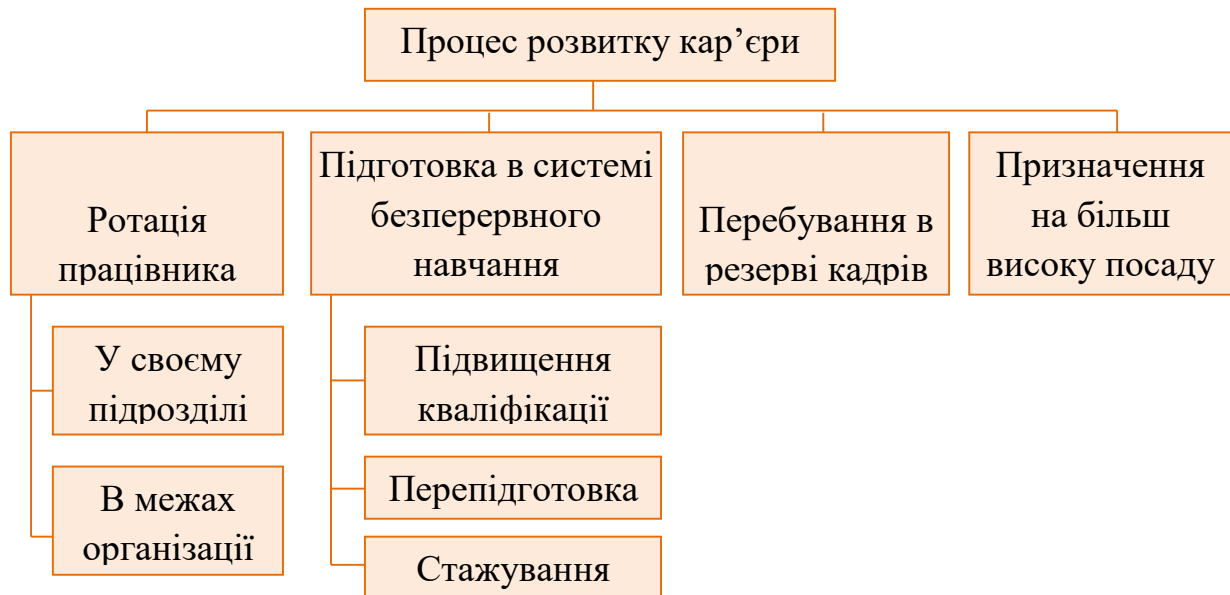 Процес розвитку кар’єри
Ротація
працівника
Підготовка в системі
безперервного
навчання
Перебування в
резерві кадрів
Призначення
на більш
високу посаду
У своєму
підрозділі
В межах
організації
Підвищення
кваліфікації
Перепідготовка
Стажування